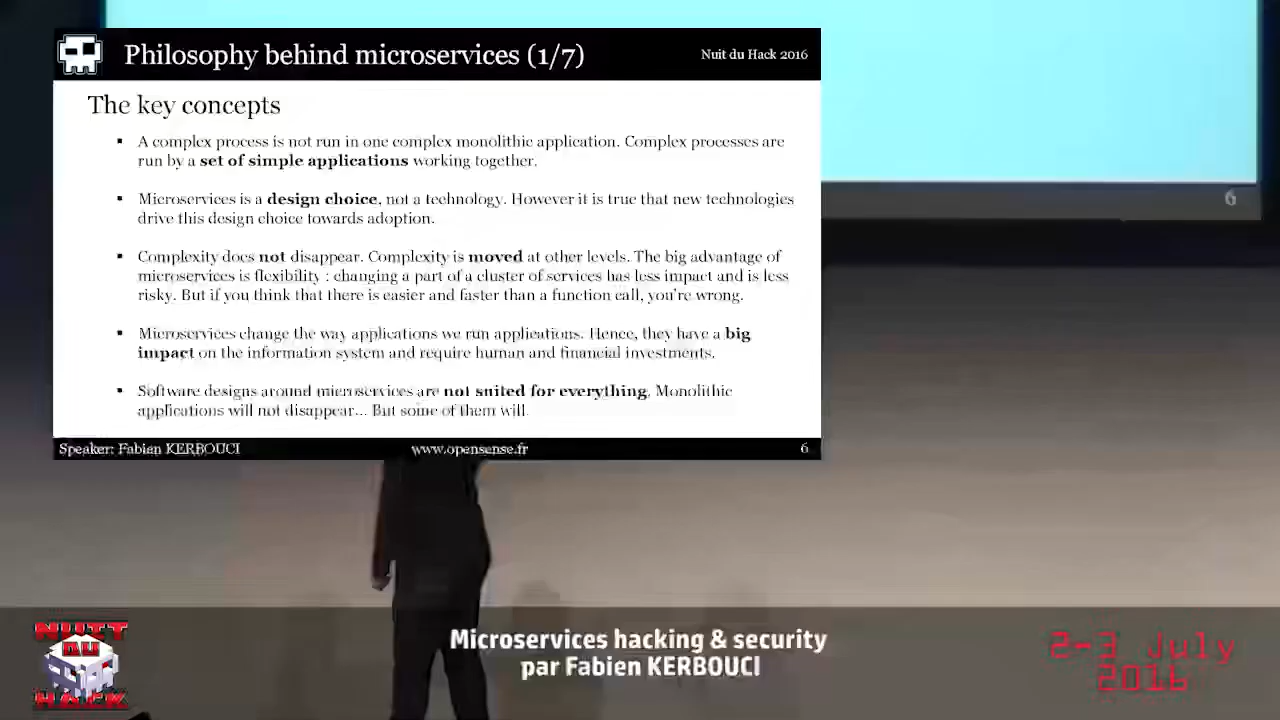 Philosophy behind microservices (1/7)
Nuit du Hack 2016
The key concepts
▪ A complex process is not run in one complex monolithic application. Complex processes are
run by a set of simple applications working together.
▪ Microservices is a design choice, not a technology. However it is true that new technologies
drive this design choice towards adoption.
▪ Complexity does not disappear. Complexity is moved at other levels. The big advantage of
microservices is flexibility : changing a part of a cluster of services has less impact and is less
risky. But if you think that there is easier and faster than a function call, you're wrong.
▪ Microservices change the way applications we run applications. Hence, they have a big
impact on the information system and require human and financial investments.
▪ Software designs around microservices are not suited for everything. Monolithic
applications will not disappear... But some of them will.
Speaker: Fabien KERBOUCI
www.opensense.fr
6
6
NUIT
DU
HACK
Microservices hacking & security
par Fabien KERBOUCI
2-3 July
2016